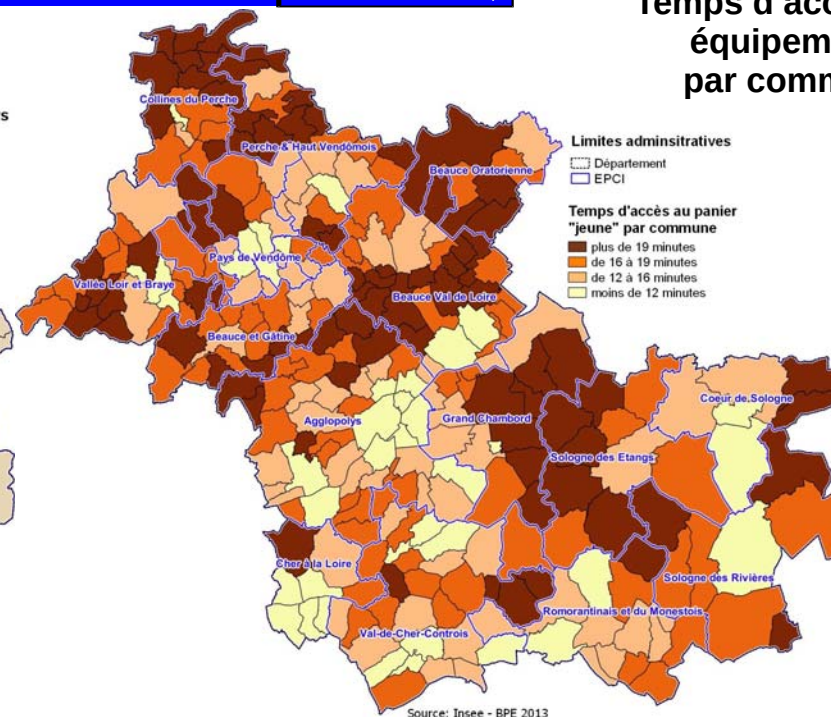 Temps d'acc
équipem
par comm
rs
Limites adminsitratives
Département
EPCI
Temps d'accès au panier
"jeune" par commune
plus de 19 minutes
de 16 à 19 minutes
de 12 à 16 minutes
moins de 12 minutes
Collines du Perche
Perche & Haut Vendômois
Beauce Oratorienne
Pays de Vendôme
Vallée Loir et Braye
Beauce Val de Loire
Beauce et Gâtine
Coeur de Sologne
Agglopolys
Grand Chambord
Sologne des Etangs
Cher à la Loire
Sologne des Rivières
Romorantinais et du Monestois
Val-de-Cher-Controis
Source: Insee - BPE 2013